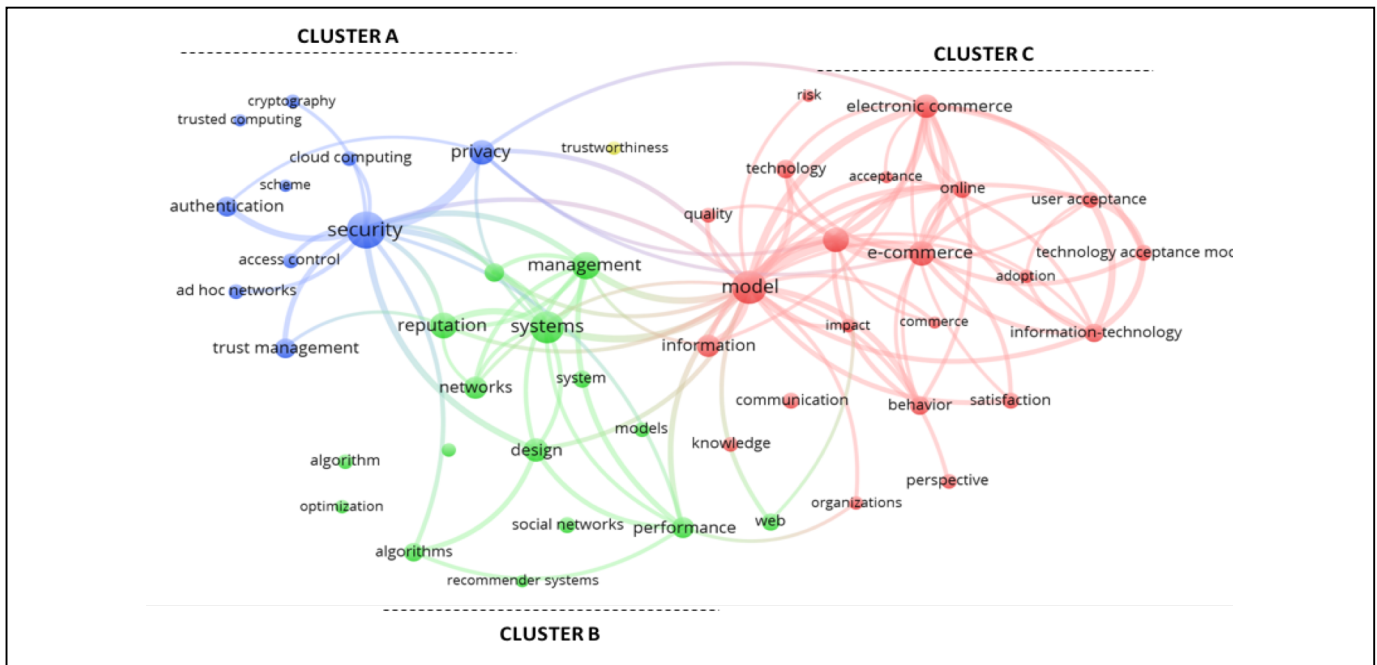 CLUSTER A
CLUSTER C
cryptography
risk
electronic commerce
trusted computing
trustworthiness
privacy
cloud computing
technology
acceptance
scheme
online
authentication
user acceptance
quality
security
e-commerce
technology acceptance moc
access control
management
adoption
ad hoc networks
model
reputation
systems
impact
commerce
information-technology
trust management
information
networks
system
communication
behavior
satisfaction
models
knowledge
design
algorithm
perspective
optimization
organizations
social networks
performance
web
algorithms
recommender systems
CLUSTER B